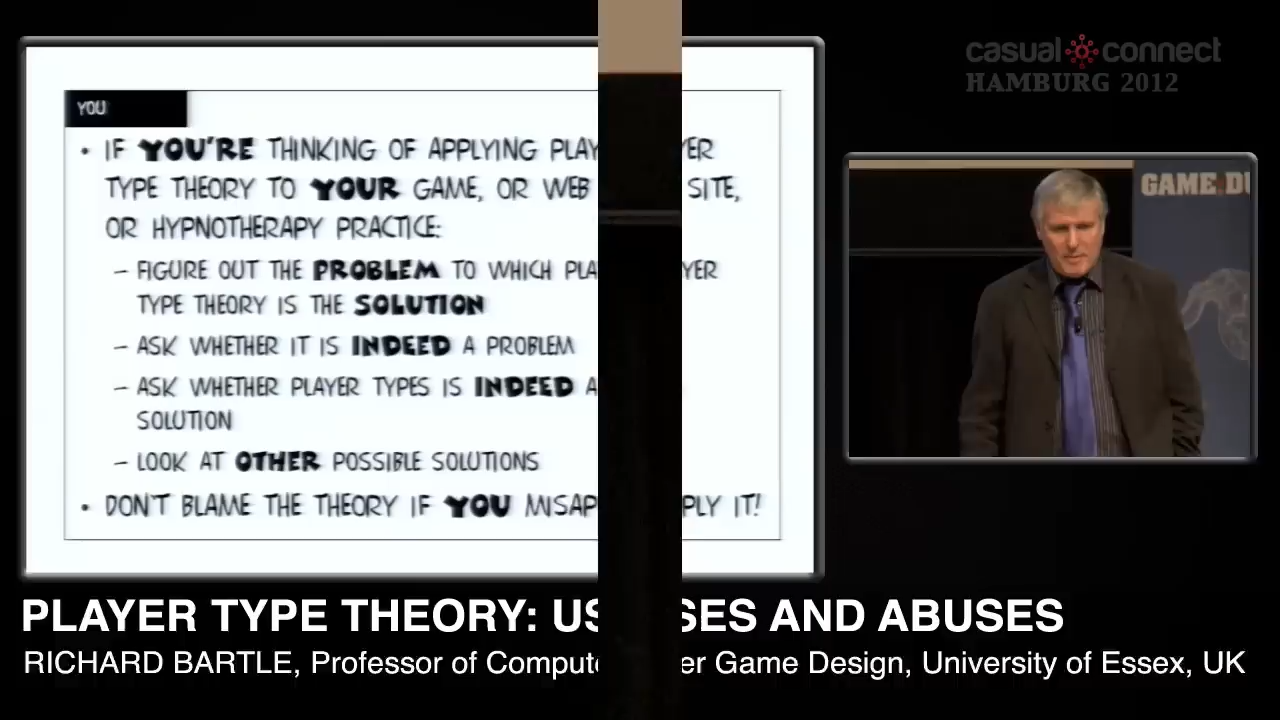 casual connect
HAMBURG 2012
YOU
• IF YOU'RE THINKING OF APPLYING PLAY YER
TYPE THEORY TO YOUR GAME, OR WEB SITE,
OR HYPNOTHERAPY PRACTICE:
– FIGURE OUT THE PROBLEM TO WHICH PLA YER
TYPE THEORY IS THE SOLUTION
– ASK WHETHER IT IS INDEED A PROBLEM
– ASK WHETHER PLAYER TYPES IS INDEED A
SOLUTION
– LOOK AT OTHER POSSIBLE SOLUTIONS
• DON'T BLAME THE THEORY IF YOU MISAP PLY IT!
GAME DU
PLAYER TYPE THEORY: US SES AND ABUSES
RICHARD BARTLE, Professor of Compute er Game Design, University of Essex, UK